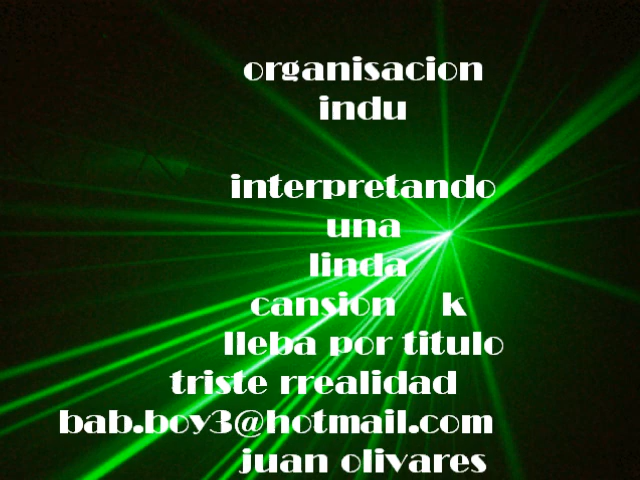 organisacion
indu
interpretando
una
linda
cansion k
lleba por titulo
triste rrealidad
bab.boy3@hotmail.com
juan olivares